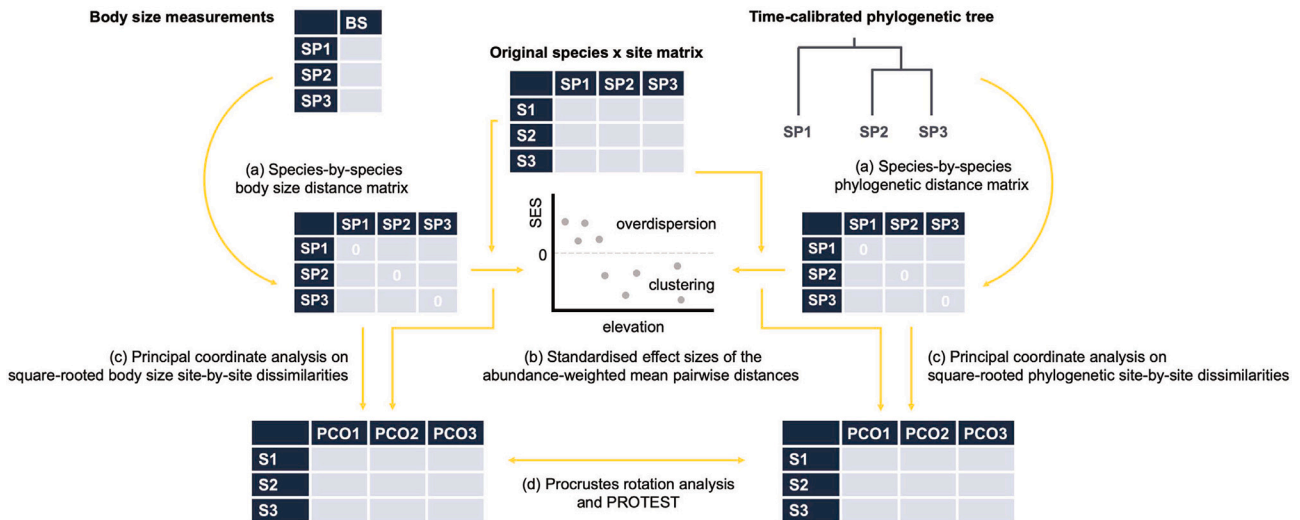 Body size measurements
BS
SP1
SP2
SP3
Original species x site matrix
SP1 SP2 SP3
S1
S2
S3
Time-calibrated phylogenetic tree
SP1 SP2 SP3
(a) Species-by-species
body size distance matrix
(a) Species-by-species
phylogenetic distance matrix
SP1 SP2 SP3
SP1 0
SP2 0
SP3 0
SES
0
overdispersion
clustering
elevation
SP1 SP2 SP3
SP1 0
SP2 0
SP3 0
(c) Principal coordinate analysis on
square-rooted body size site-by-site dissimilarities
(b) Standardised effect sizes of the
abundance-weighted mean pairwise distances
(c) Principal coordinate analysis on
square-rooted phylogenetic site-by-site dissimilarities
PCO1 PCO2 PCO3
S1
S2
S3
(d) Procrustes rotation analysis
and PROTEST
PCO1 PCO2 PCO3
S1
S2
S3